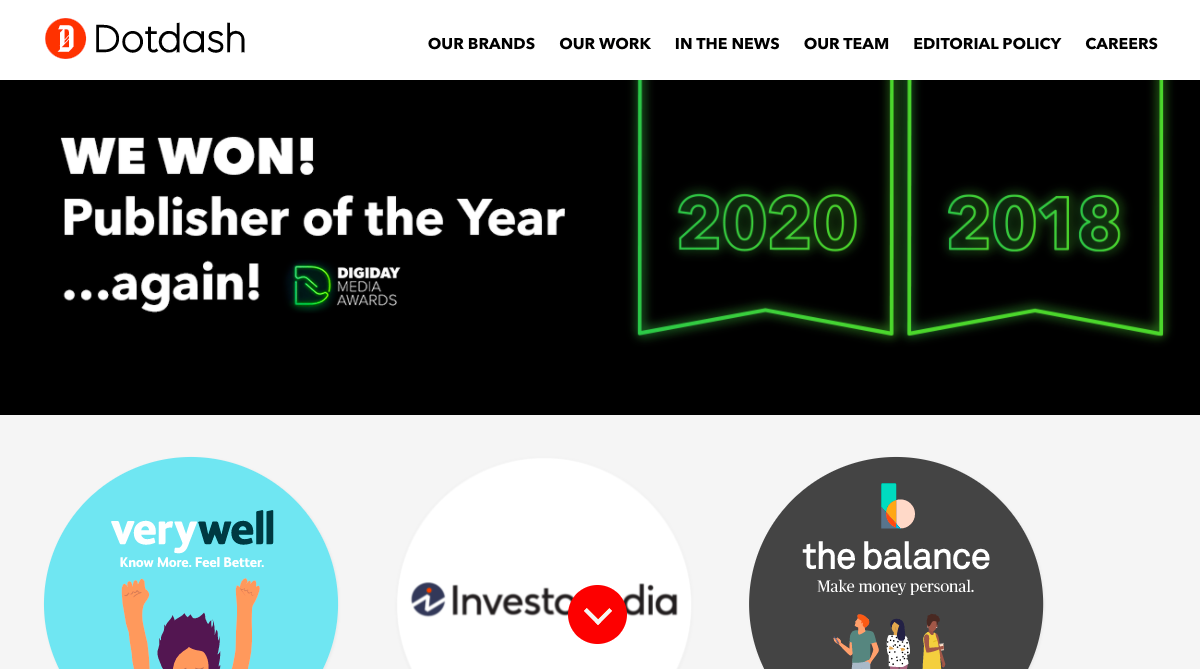 Dotdash
OUR BRANDS OUR WORK IN THE NEWS OUR TEAM EDITORIAL POLICY CAREERS
WE WON!
Publisher of the Year
...again!
DIGIDAY
MEDIA
AWARDS
2020 2018
verywell
Know More. Feel Better.
Investo dia
the balance
Make money personal.